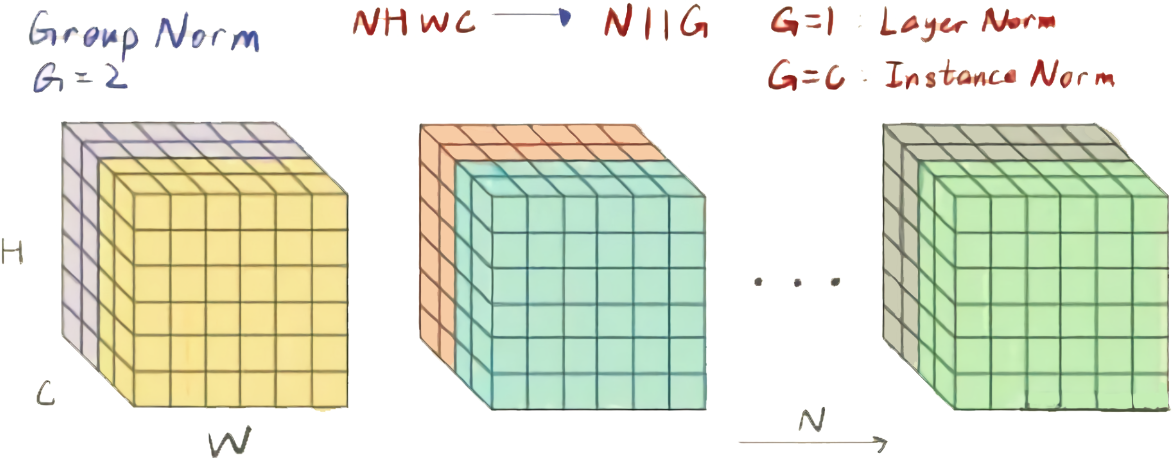 Group Norm
G=2
NHWC → N11G
G=1 : Layer Norm
G=C : Instance Norm
H
C
W
...
N